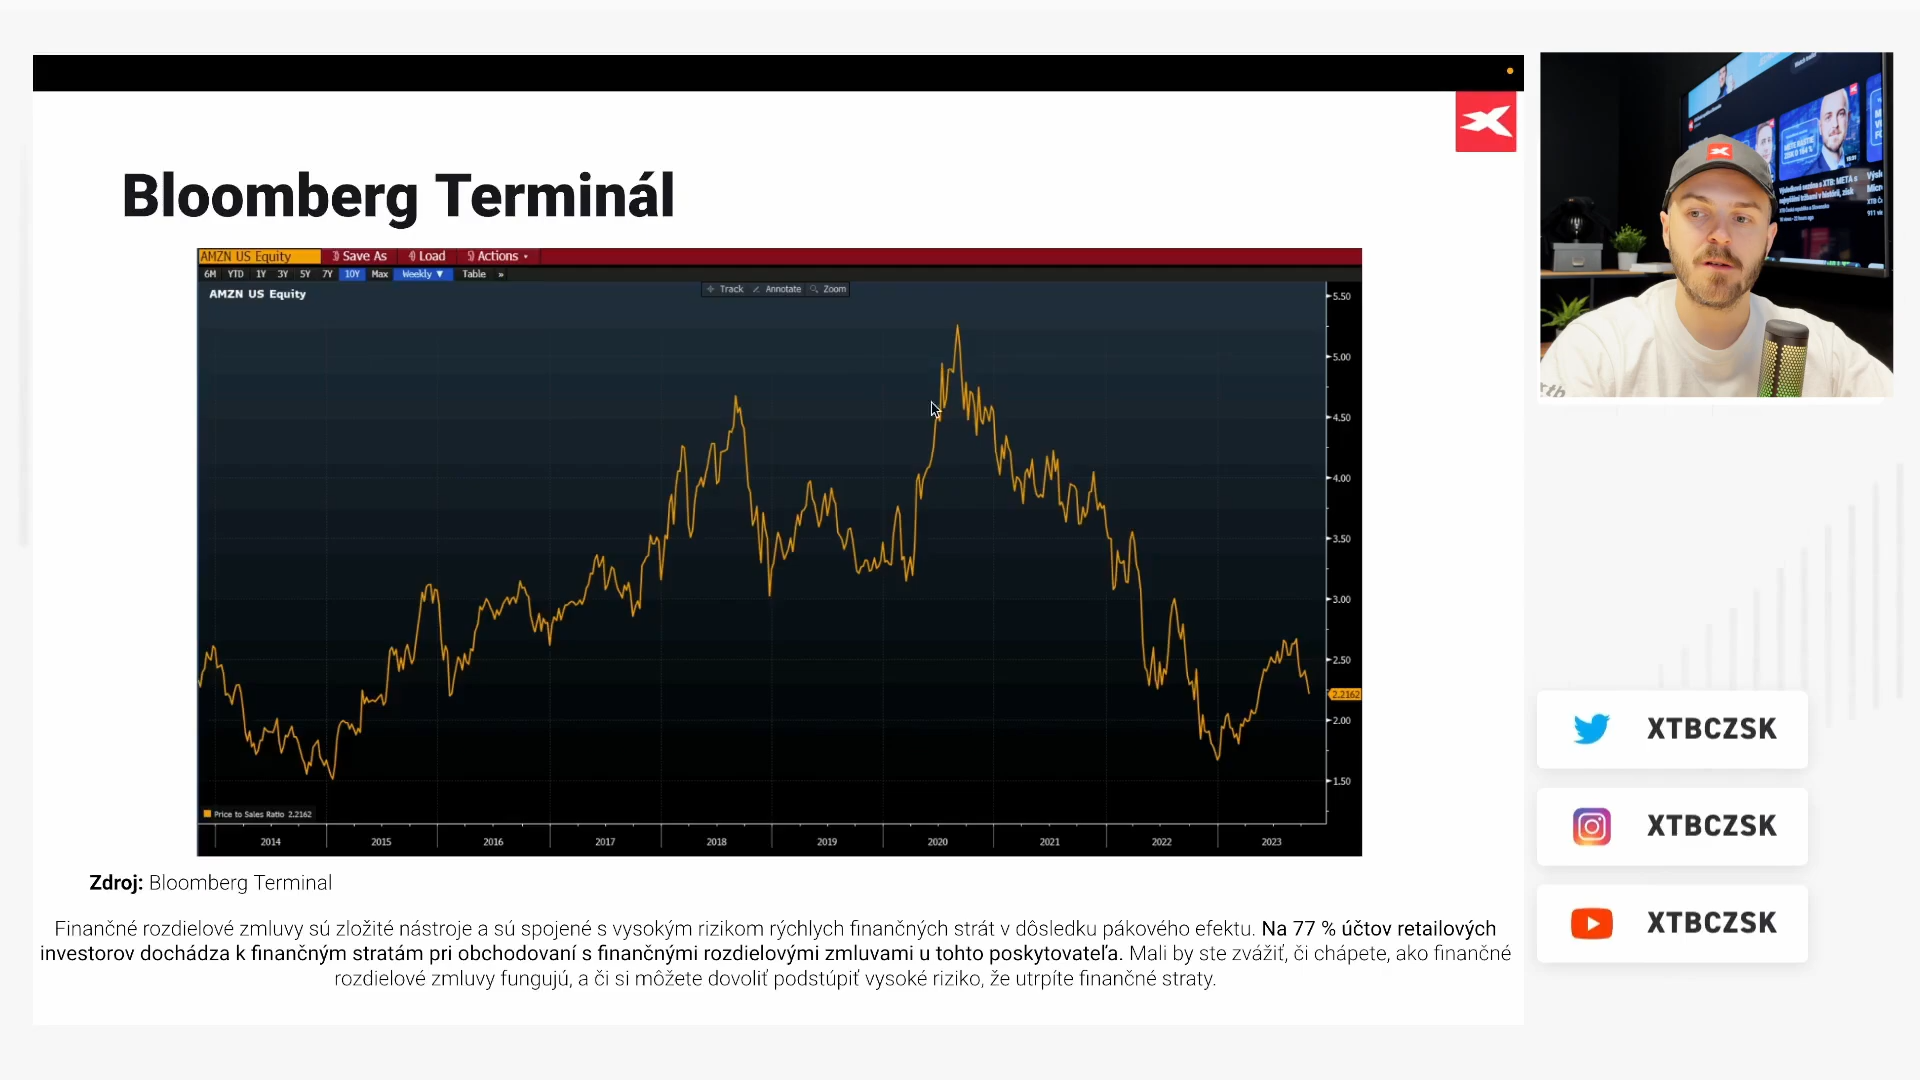 Bloomberg Terminál
AMZN US Equity
Save As
Load
Actions
6M YTD 1Y 3Y 5Y 7Y 10Y Max Weekly ▼ Table »
Track Annotate Zoom
AMZN US Equity
5.50
5.00
4.50
4.00
3.50
3.00
2.50
2.2162
2.00
1.50
Price to Sales Ratio 2.2162
2014 2015 2016 2017 2018 2019 2020 2021 2022 2023
Zdroj: Bloomberg Terminal
Finančné rozdielové zmluvy sú zložité nástroje a sú spojené s vysokým rizikom rýchlych finančných strát v dôsledku pákového efektu. Na 77 % účtov retailových
investorov dochádza k finančným stratám pri obchodovaní s finančnými rozdielovými zmluvami u tohto poskytovateľa. Mali by ste zvážiť, či chápete, ako finančné
rozdielové zmluvy fungujú, a či si môžete dovoliť podstúpiť vysoké riziko, že utrpíte finančné straty.
XTBCZSK
XTBCZSK
XTBCZSK